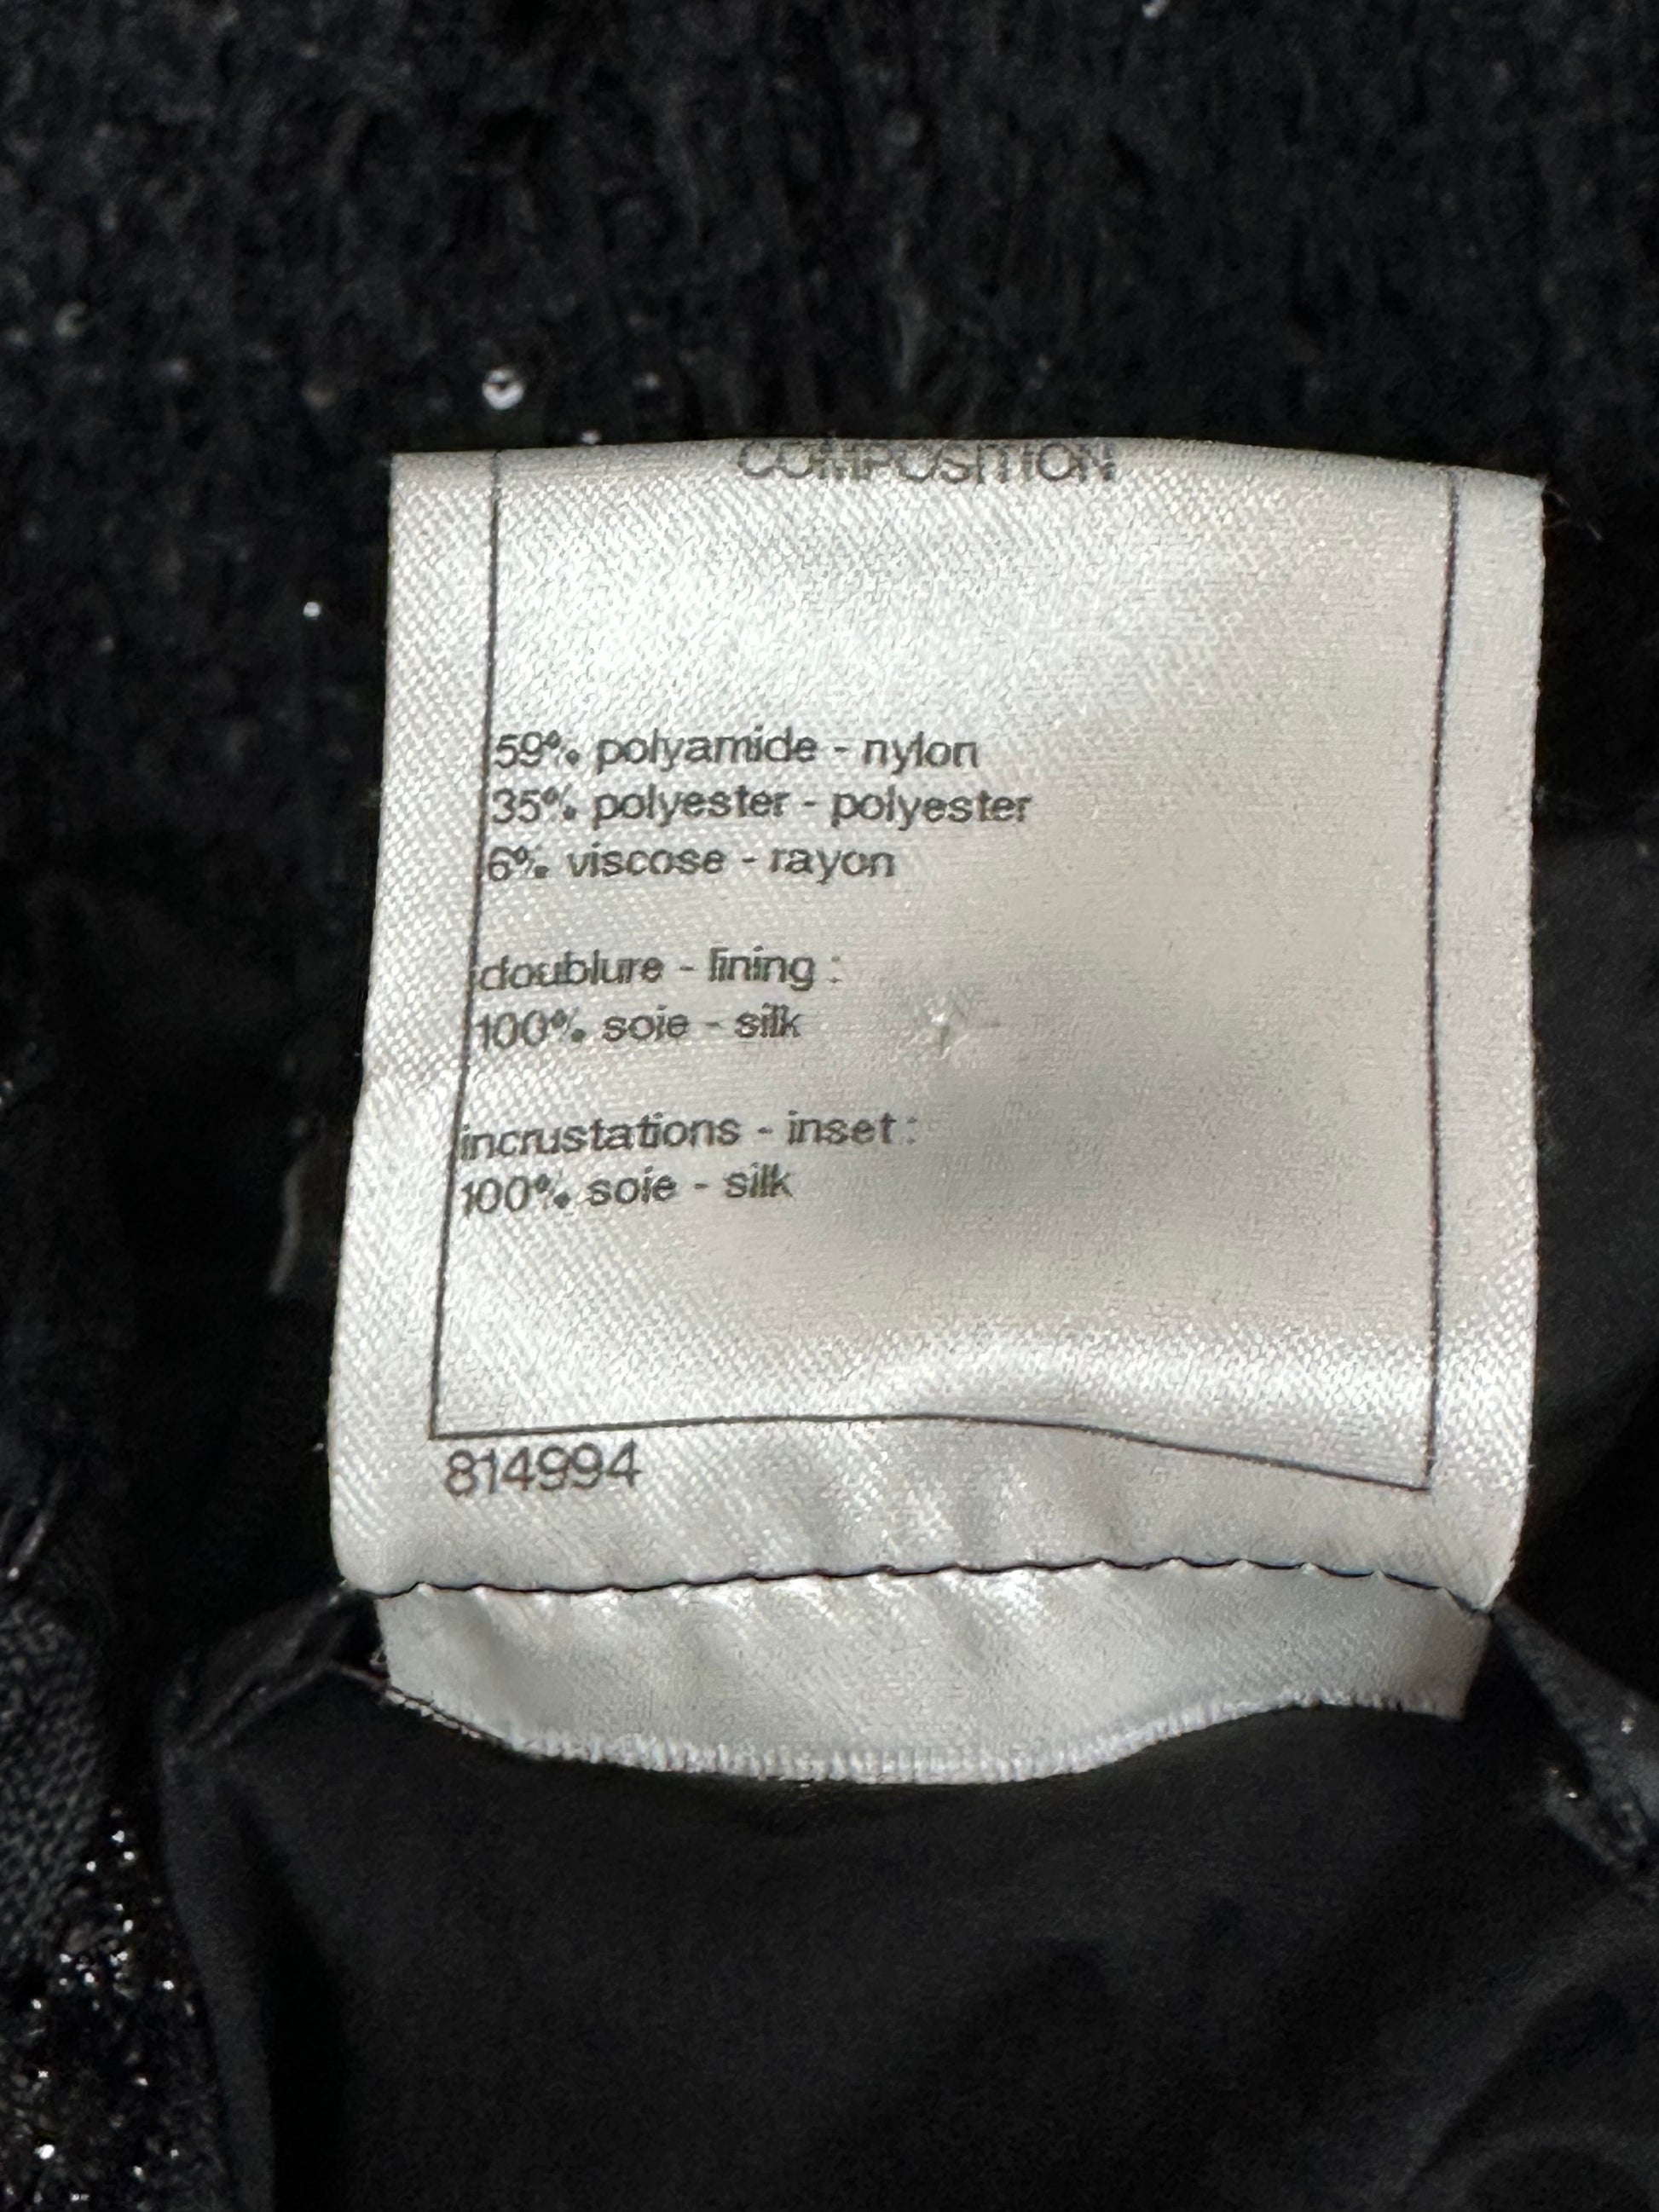 COMPOSITION
59% polyamide - nylon
35% polyester - polyester
6% viscose - rayon
doublure - lining :
100% soie - silk
incrustations - inset :
100% soie - silk
814994